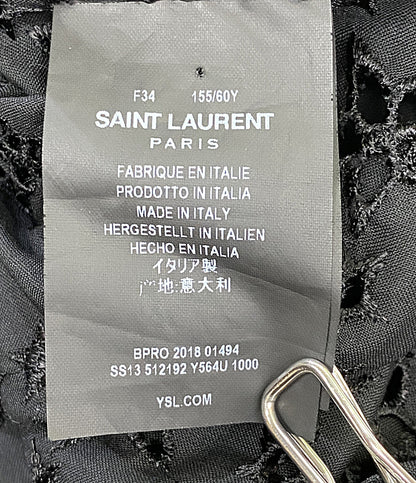 F34 155/60Y
SAINT LAURENT
PARIS
FABRIQUE EN ITALIE
PRODOTTO IN ITALIA
MADE IN ITALY
HERGESTELLT IN ITALIEN
HECHO EN ITALIA
イタリア製
产地:意大利
BPRO 2018 01494
SS13 512192 Y564U 1000
YSL.COM